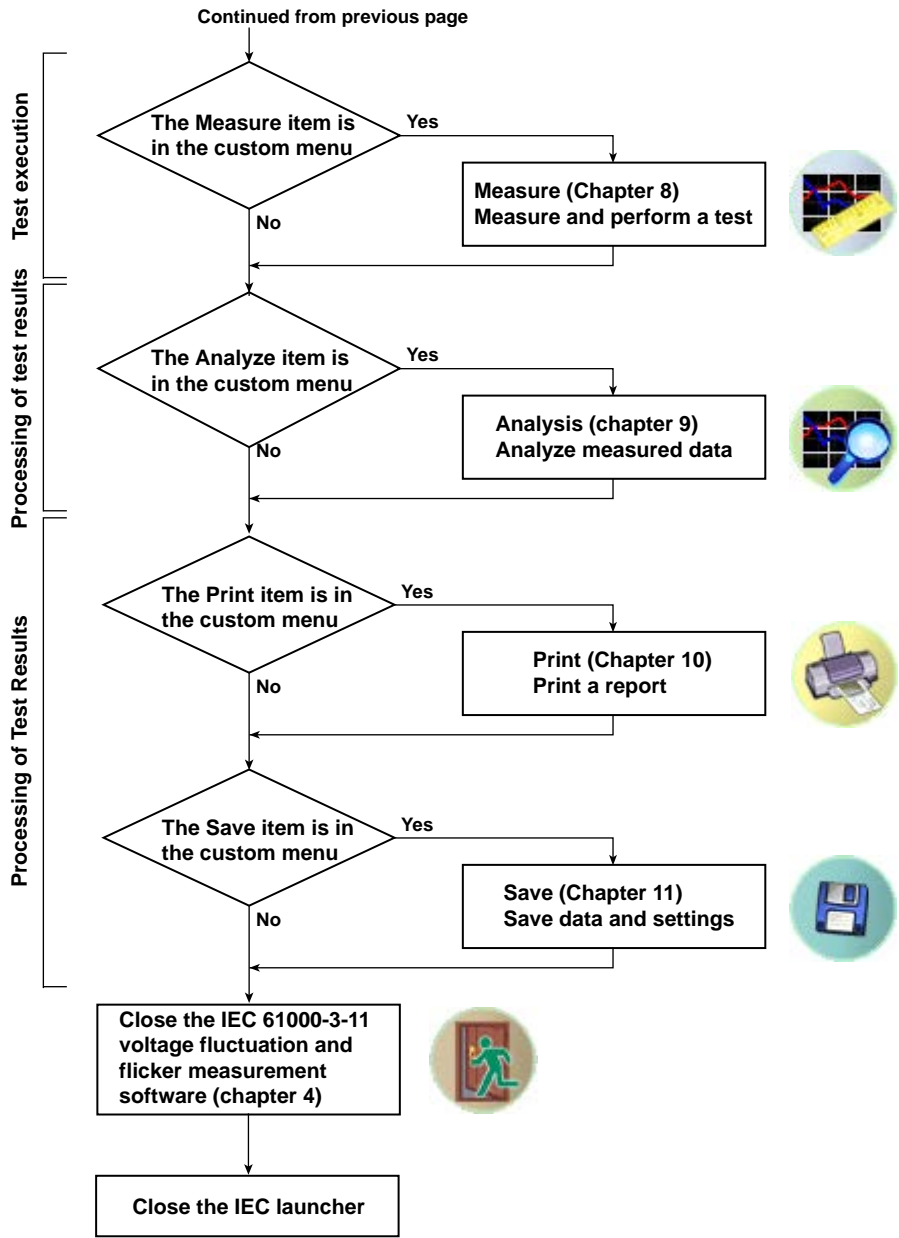 Continued from previous page
Test execution
The Measure item is
in the custom menu
Yes
Measure (Chapter 8)
Measure and perform a test
No
Processing of test results
The Analyze item is
in the custom menu
Yes
Analysis (chapter 9)
Analyze measured data
No
Processing of Test Results
The Print item is in
the custom menu
Yes
Print (Chapter 10)
Print a report
No
The Save item is in
the custom menu
Yes
Save (Chapter 11)
Save data and settings
No
Close the IEC 61000-3-11
voltage fluctuation and
flicker measurement
software (chapter 4)
Close the IEC launcher